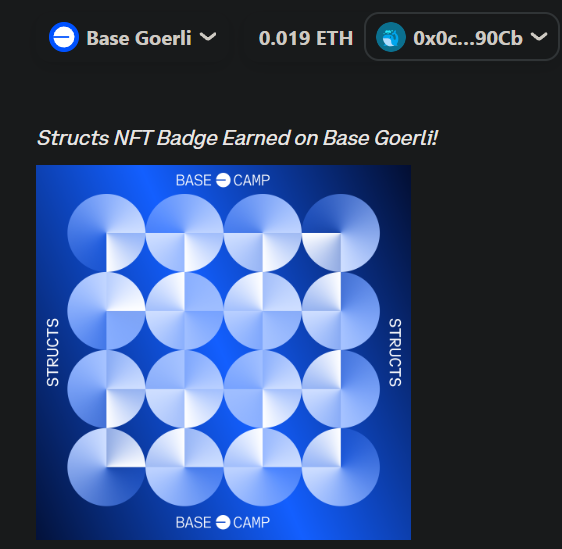 Base Goerli
0.019 ETH
0x0c...90Cb
Structs NFT Badge Earned on Base Goerli!
BASE CAMP
STRUCTS
STRUCTS
BASE CAMP